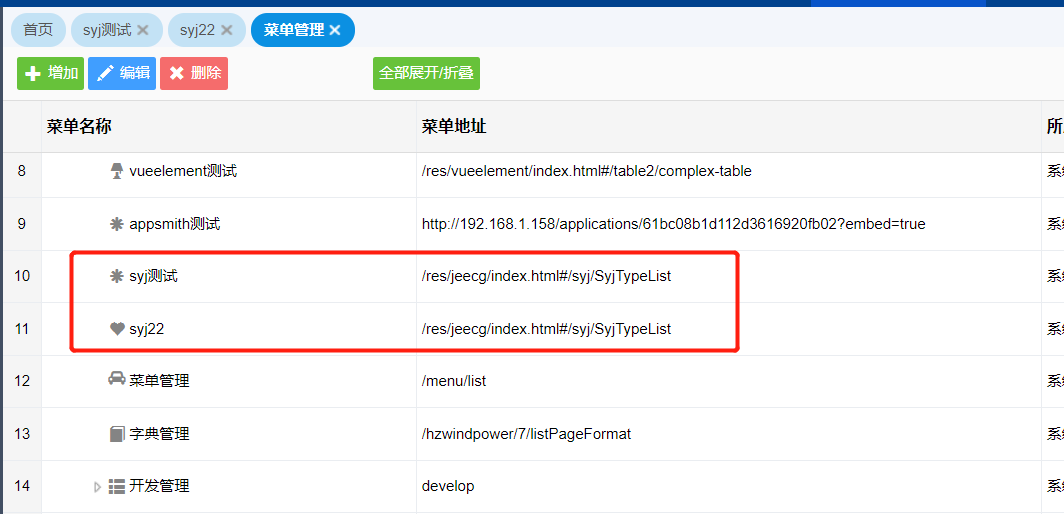 首页 syj测试 syj22 菜单管理
增加 编辑 删除 全部展开/折叠
菜单名称 菜单地址 所
8 vueelement测试 /res/vueelement/index.html#/table2/complex-table 系
9 appsmith测试 http://192.168.1.158/applications/61bc08b1d112d3616920fb02?embed=true 系
10 syj测试 /res/jeecg/index.html#/syj/SyjTypeList 系
11 syj22 /res/jeecg/index.html#/syj/SyjTypeList 系
12 菜单管理 /menu/list 系
13 字典管理 /hzwindpower/7/listPageFormat 系
14 开发管理 develop 系